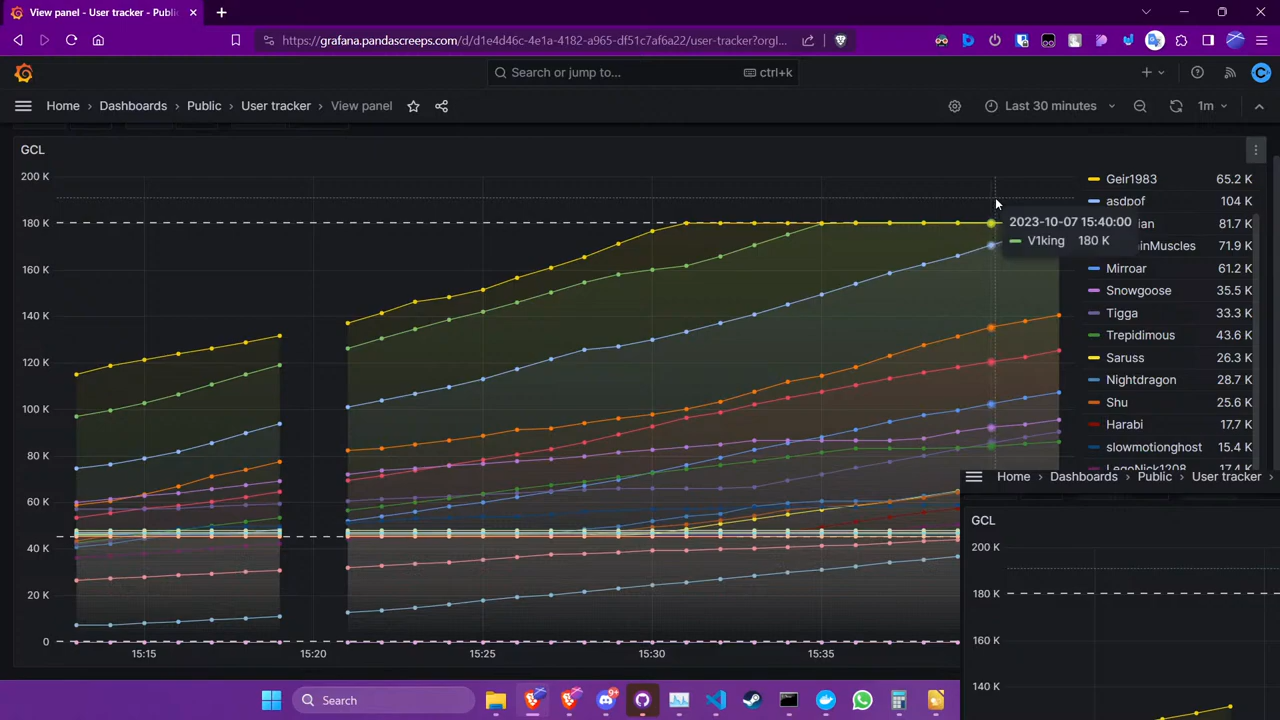 View panel - User tracker - Publi
https://grafana.pandascreeps.com/d/d1e4d46c-4e1a-4182-a965-df51c7af6a22/user-tracker?orgI...
Search or jump to... ctrl+k
Home > Dashboards > Public > User tracker > View panel
Last 30 minutes
1m
GCL
200 K
180 K
160 K
140 K
120 K
100 K
80 K
60 K
40 K
20 K
0
15:15
15:20
15:25
15:30
15:35
2023-10-07 15:40:00
V1king 180 K
Geir1983 65.2 K
asdpof 104 K
81.7 K
71.9 K
Mirroar 61.2 K
Snowgoose 35.5 K
Tigga 33.3 K
Trepidimous 43.6 K
Saruss 26.3 K
Nightdragon 28.7 K
Shu 25.6 K
Harabi 17.7 K
slowmotionghost 15.4 K
LegoNick1208 17.4 K
Home > Dashboards > Public > User tracker >
GCL
200 K
180 K
160 K
140 K
Search
9+